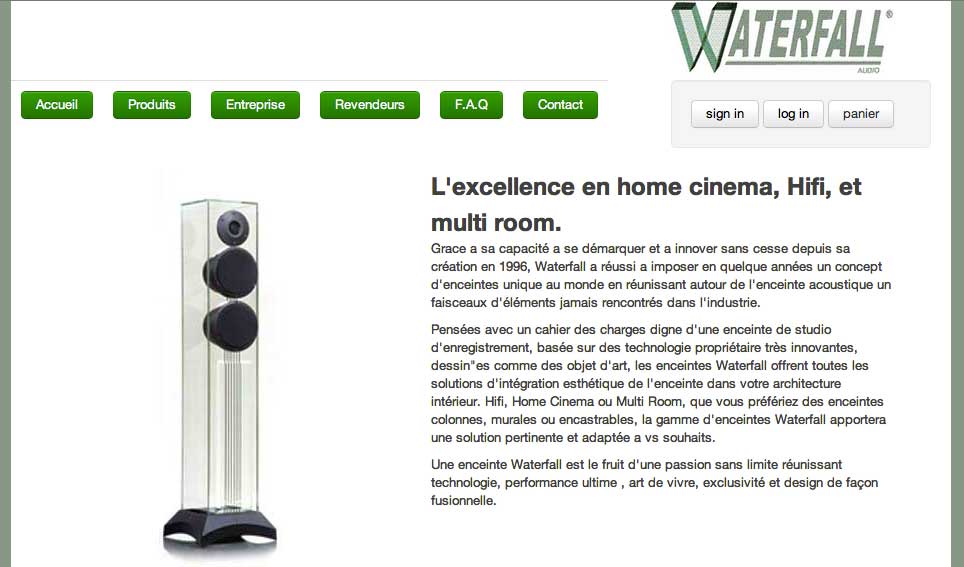 WATERFALL®
AUDIO
Accueil
Produits
Entreprise
Revendeurs
F.A.Q
Contact
sign in
log in
panier
L'excellence en home cinema, Hifi, et
multi room.
Grace a sa capacité a se démarquer et a innover sans cesse depuis sa
création en 1996, Waterfall a réussi a imposer en quelque années un concept
d'enceintes unique au monde en réunissant autour de l'enceinte acoustique un
faisceaux d'éléments jamais rencontrés dans l'industrie.
Pensées avec un cahier des charges digne d'une enceinte de studio
d'enregistrement, basée sur des technologie propriétaire très innovantes,
dessin"es comme des objet d'art, les enceintes Waterfall offrent toutes les
solutions d'intégration esthétique de l'enceinte dans votre architecture
intérieur. Hifi, Home Cinema ou Multi Room, que vous préfériez des enceintes
colonnes, murales ou encastrables, la gamme d'enceintes Waterfall apportera
une solution pertinente et adaptée a vs souhaits.
Une enceinte Waterfall est le fruit d'une passion sans limite réunissant
technologie, performance ultime , art de vivre, exclusivité et design de façon
fusionnelle.